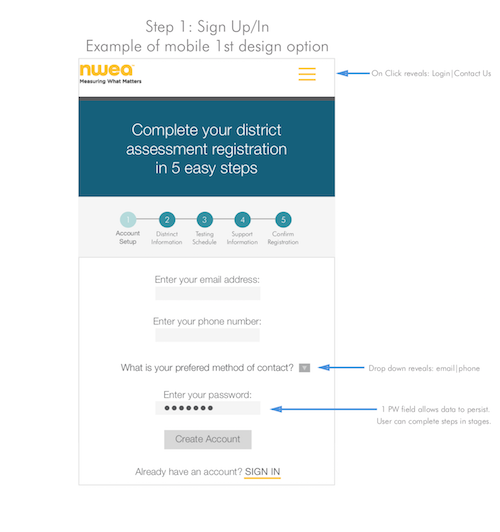 Step 1: Sign Up/In
Example of mobile 1st design option
nwea
Measuring What Matters
On Click reveals: Login|Contact Us
Complete your district
assessment registration
in 5 easy steps
1 2 3 4 5
Account Distrinct Testing Support Confirm
Setup Information Schedule Information Registration
Enter your email address:
Enter your phone number:
What is your prefered method of contact?
Drop down reveals: email|phone
Enter your password:
1 PW field allows data to persist.
User can complete steps in stages.
Create Account
Already have an account? SIGN IN